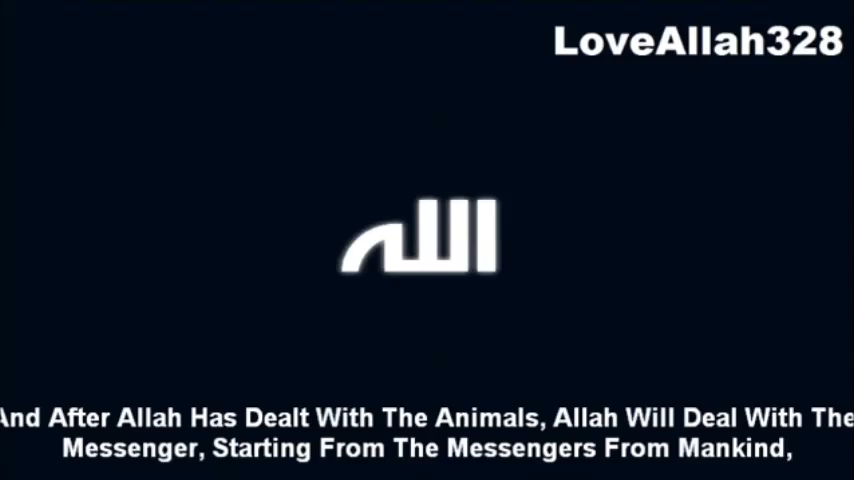 LoveAllah328
الله
And After Allah Has Dealt With The Animals, Allah Will Deal With The
Messenger, Starting From The Messengers From Mankind,